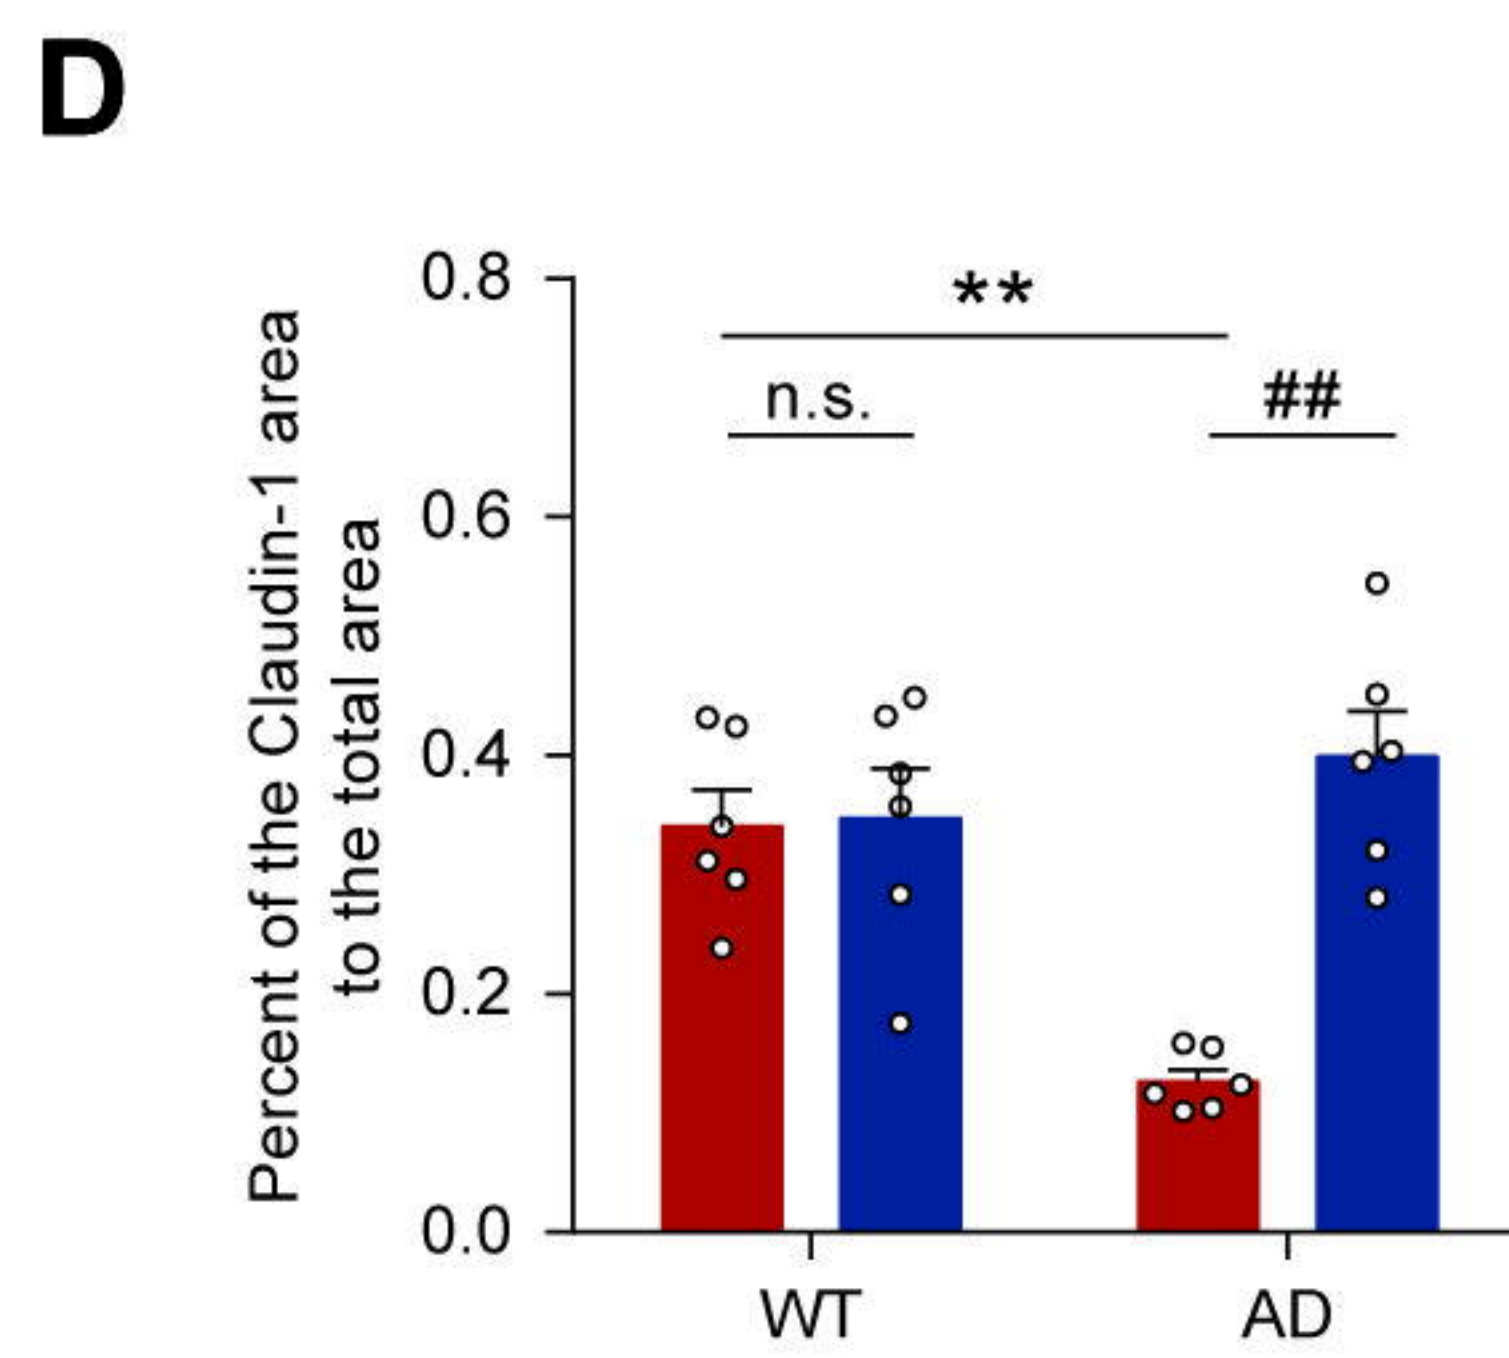 D
Percent of the Claudin-1 area
to the total area
0.8
0.6
0.4
0.2
0.0
**
n.s.
##
WT
AD